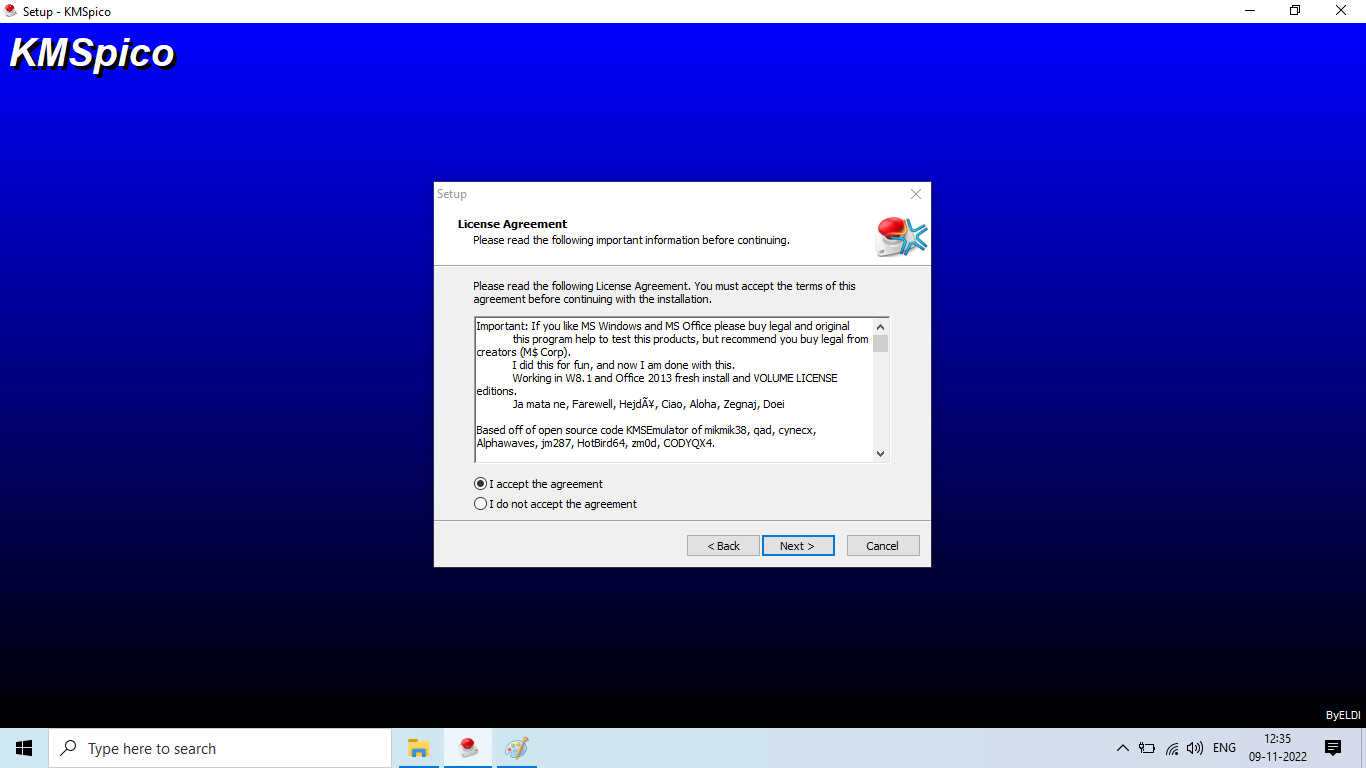 Setup - KMSpico
KMSpico
Setup
License Agreement
Please read the following important information before continuing.
Please read the following License Agreement. You must accept the terms of this
agreement before continuing with the installation.
Important: If you like MS Windows and MS Office please buy legal and original
this program help to test this products, but recommend you buy legal from
creators (M$ Corp).
I did this for fun, and now I am done with this.
Working in W8.1 and Office 2013 fresh install and VOLUME LICENSE
editions.
Ja mata ne, Farewell, HejdÃ¥, Ciao, Aloha, Zegnaj, Doei
Based off of open source code KMSEmulator of mikmik38, qad, cynecx,
Alphawaves, jm287, HotBird64, zm0d, CODYQX4.
I accept the agreement
I do not accept the agreement
< Back Next > Cancel
ByELDI
Type here to search
ENG
12:35
09-11-2022